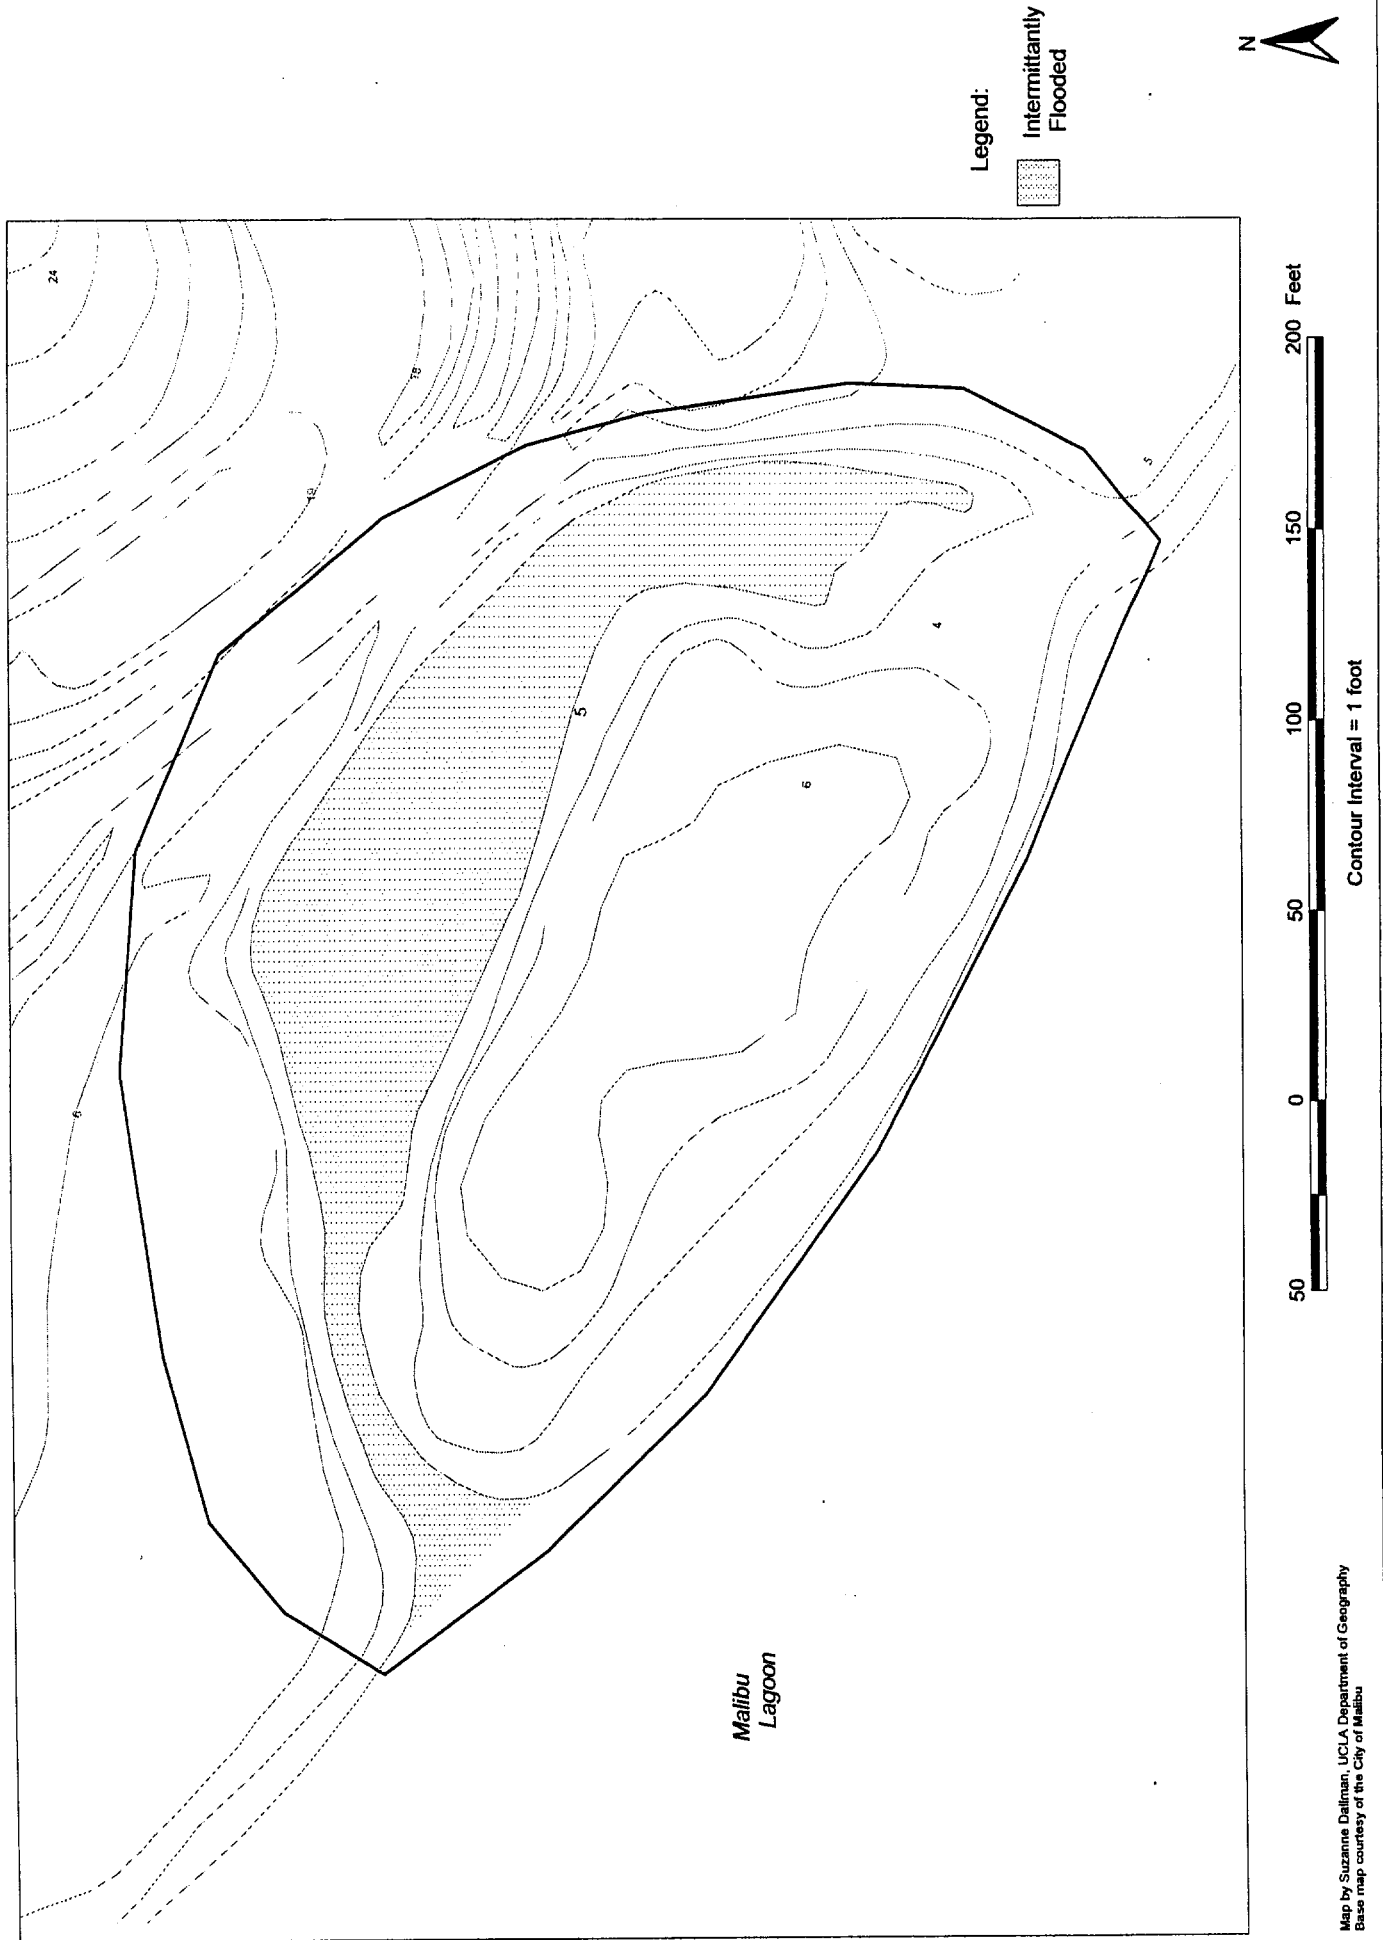 24
18
19
8
5
5
4
6
Malibu
Lagoon
Legend:
Intermittantly
Flooded
N
50 0 50 100 150 200 Feet
Contour Interval = 1 foot
Map by Suzanne Dallman, UCLA Department of Geography
Base map courtesy of the City of Malibu